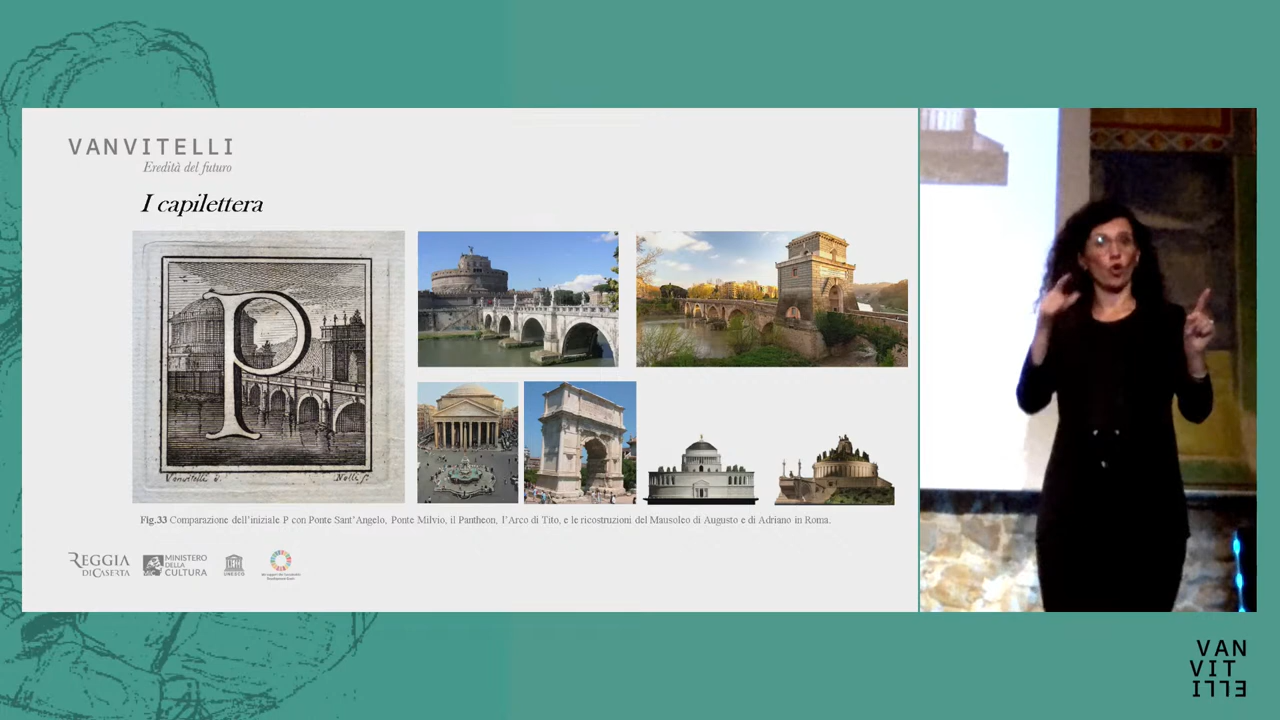 VANVITELLI
Eredità del futuro
I capilettera
P
Vanvitelli d.
Nolli f.
Fig.33 Comparazione dell'iniziale P con Ponte Sant'Angelo, Ponte Milvio, il Pantheon, l'Arco di Tito, e le ricostruzioni del Mausoleo di Augusto e di Adriano in Roma.
REGGIA
DI CASERTA
MINISTERO
DELLA
CULTURA
UNESCO
VAN
VIT
ELLI